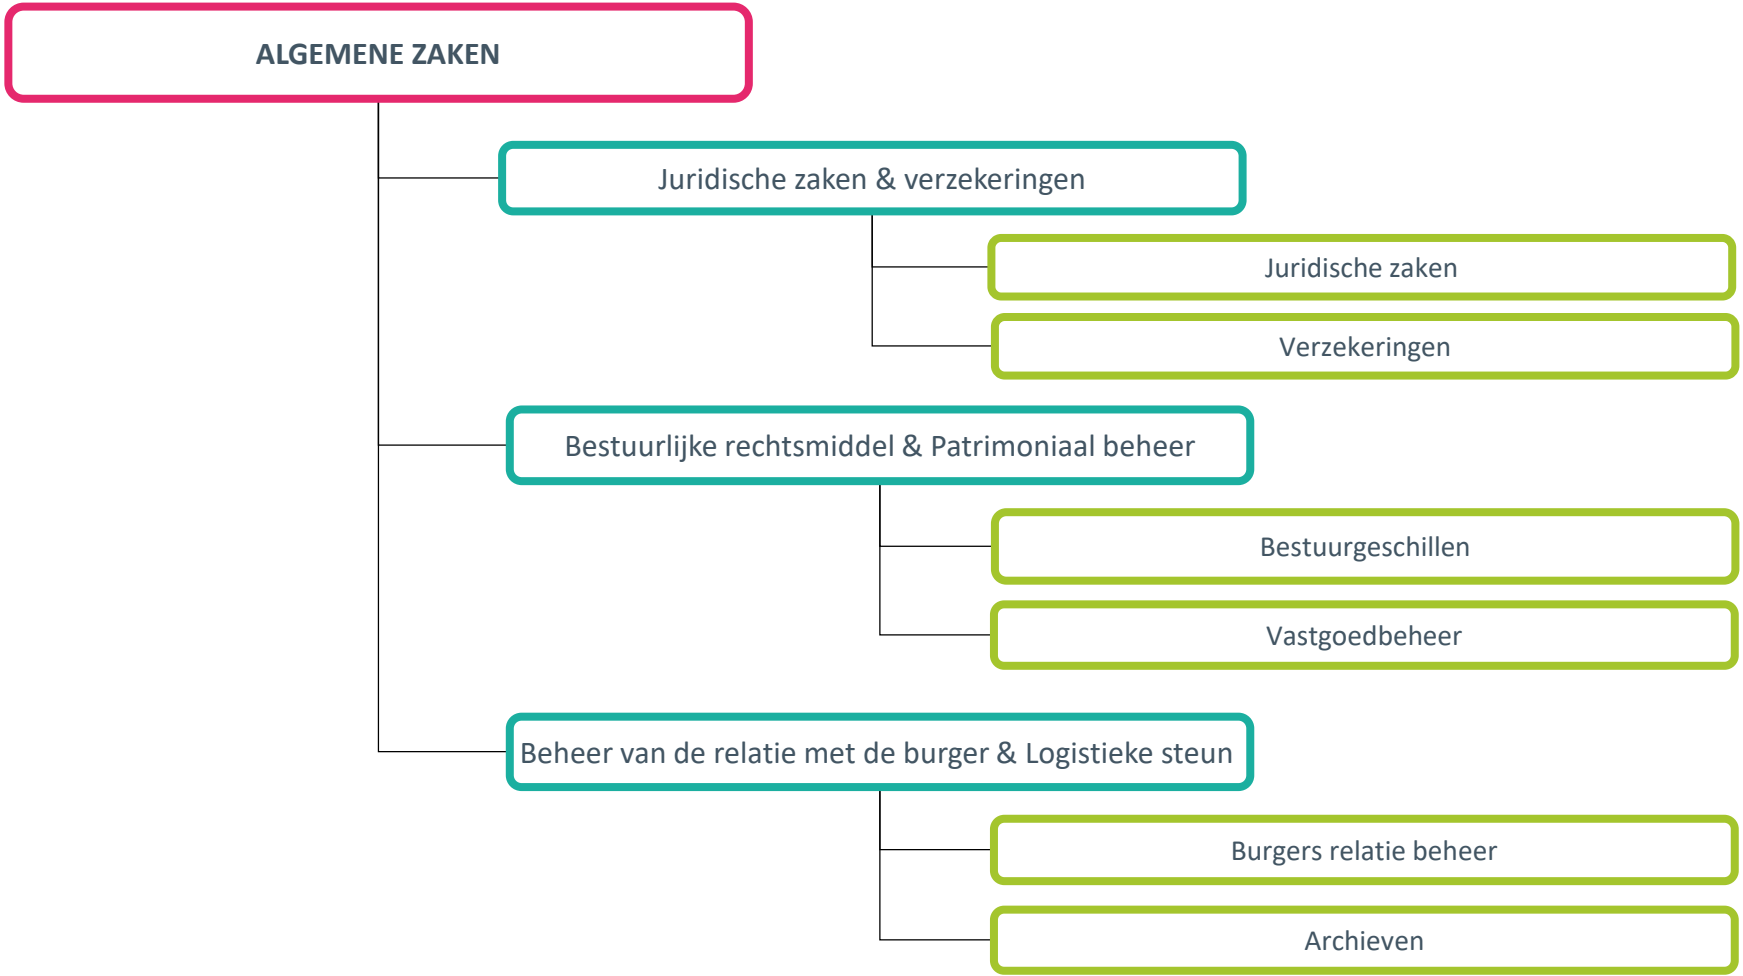 ALGEMENE ZAKEN
Juridische zaken & verzekeringen
Juridische zaken
Verzekeringen
Bestuurlijke rechtsmiddel & Patrimoniaal beheer
Bestuurgeschillen
Vastgoedbeheer
Beheer van de relatie met de burger & Logistieke steun
Burgers relatie beheer
Archieven